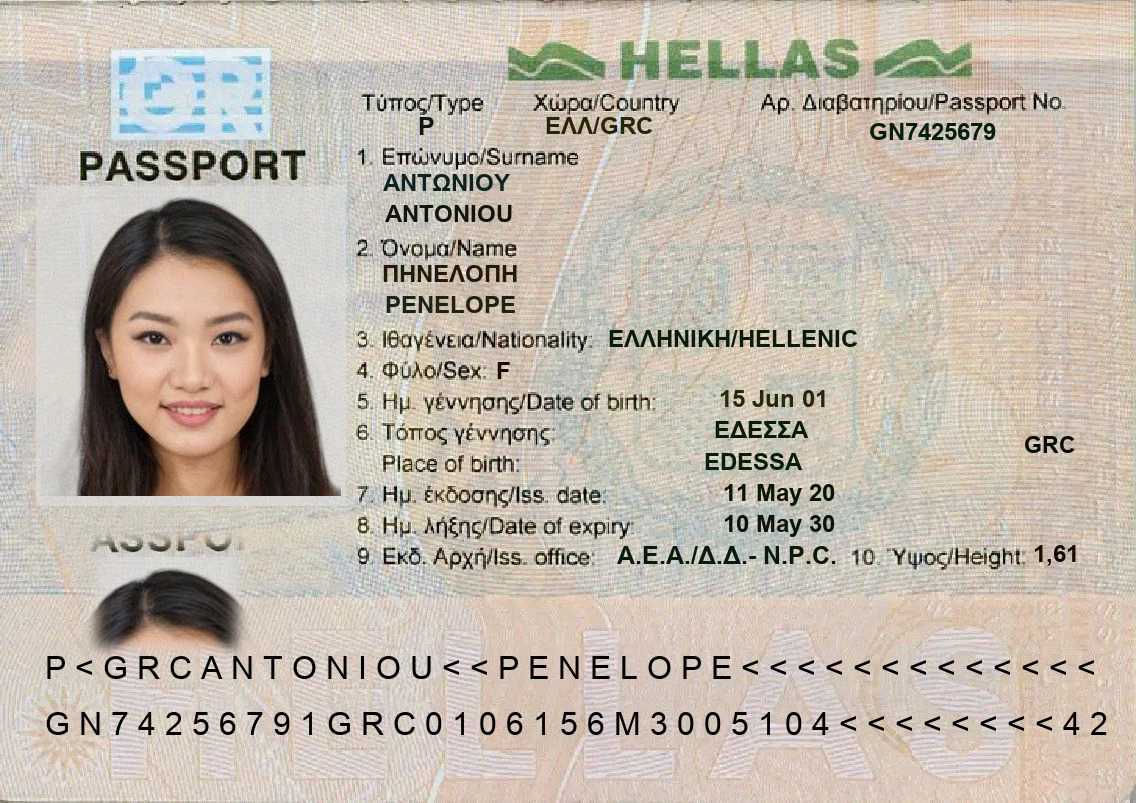 HELLAS
GR
PASSPORT
Τύπος/Type Χώρα/Country Αρ. Διαβατηρίου/Passport No.
P ΕΛΛ/GRC GN7425679
1. Επώνυμο/Surname
ΑΝΤΩΝΙΟΥ
ANTONIOU
2. Όνομα/Name
ΠΗΝΕΛΟΠΗ
PENELOPE
3. Ιθαγένεια/Nationality: ΕΛΛΗΝΙΚΗ/HELLENIC
4. Φύλο/Sex: F
5. Ημ. γέννησης/Date of birth: 15 Jun 01
6. Τόπος γέννησης: ΕΔΕΣΣΑ
GRC
Place of birth: EDESSA
7. Ημ. έκδοσης/Iss. date: 11 May 20
8. Ημ. λήξης/Date of expiry: 10 May 30
9 Εκδ. Αρχή/Iss. office: Α.Ε.Α./Δ.Δ.- N.P.C. 10. Ύψος/Height: 1,61
HELLAS
P<GRCANTONIOU<<PENELOPE<<<<<<<<<<<<<
GN74256791GRC0106156M3005104<<<<<<<<42